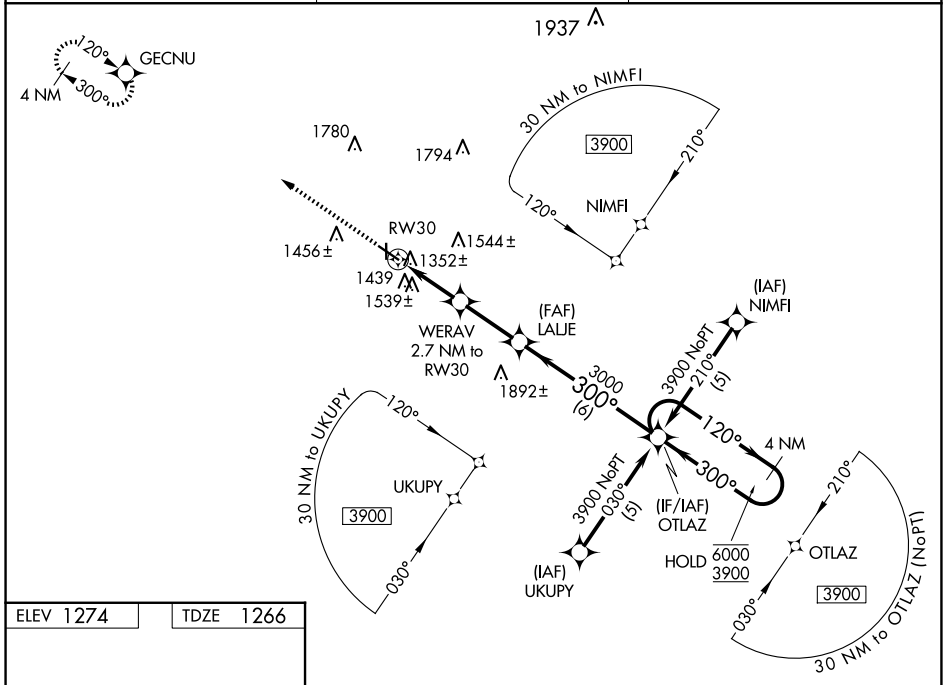 1937
120°
GECNU
4 NM
300°
30 NM to NIMFI
3900
210°
120°
NIMFI
1780
1794
RW30
1456±
1544±
1352±
1439
1539±
(FAF)
LALJE
WERAV
2.7 NM to
RW30
1892±
(IAF)
NIMFI
3900 NoPT
210°
(5)
3000
300°
(6)
120°
4 NM
300°
30 NM to UKUPY
120°
3900
UKUPY
030°
3900 NoPT
030°
(5)
(IF/IAF)
OTLAZ
HOLD
6000
3900
(IAF)
UKUPY
210°
OTLAZ
3900
030°
30 NM to OTLAZ (NoPT)
ELEV 1274
TDZE 1266